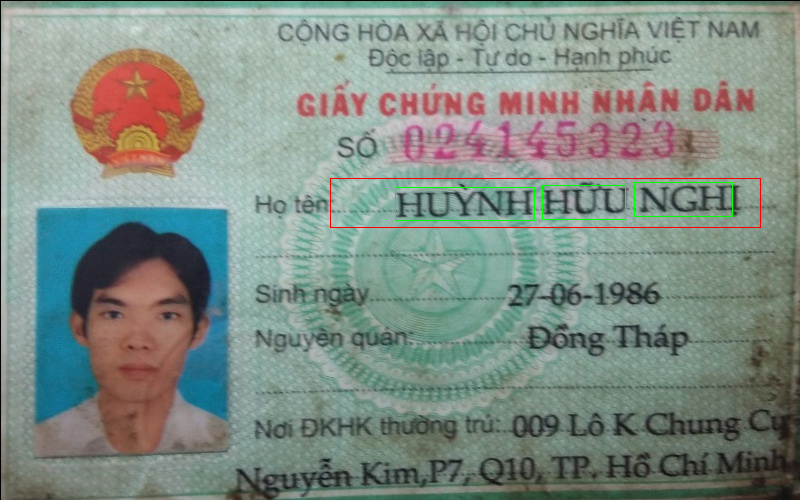 CỘNG HÒA XÃ HỘI CHỦ NGHĨA VIỆT NAM
Độc lập - Tự do - Hạnh phúc
GIẤY CHỨNG MINH NHÂN DÂN
SỐ 024145323
Họ tên: HUỲNH HỮU NGHỊ
Sinh ngày 27-06-1986
Nguyên quán: Đồng Tháp
Nơi ĐKHK thường trú: 009 Lô K Chung Cư
Nguyễn Kim,P7, Q10, TP. Hồ Chí Minh